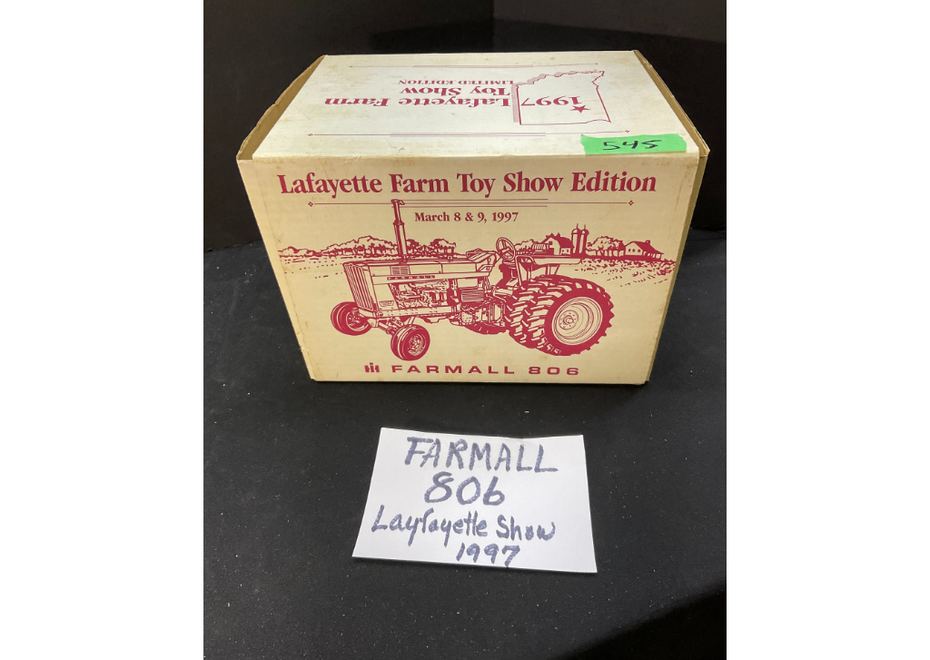 1997 Lafayette Farm
Toy Show
LIMITED EDITION
545
Lafayette Farm Toy Show Edition
March 8 & 9, 1997
FARMALL
FARMALL 806
FARMALL
806
Layfayette Show
1997